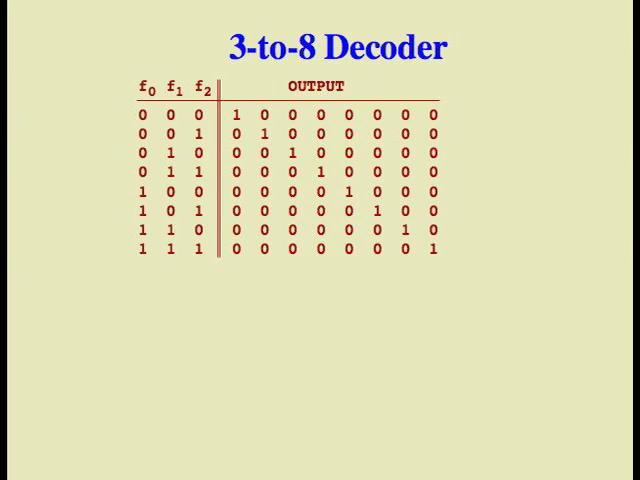 3-to-8 Decoder
f0 f1 f2 OUTPUT
0 0 0 1 0 0 0 0 0 0 0
0 0 1 0 1 0 0 0 0 0 0
0 1 0 0 0 1 0 0 0 0 0
0 1 1 0 0 0 1 0 0 0 0
1 0 0 0 0 0 0 1 0 0 0
1 0 1 0 0 0 0 0 1 0 0
1 1 0 0 0 0 0 0 0 1 0
1 1 1 0 0 0 0 0 0 0 1